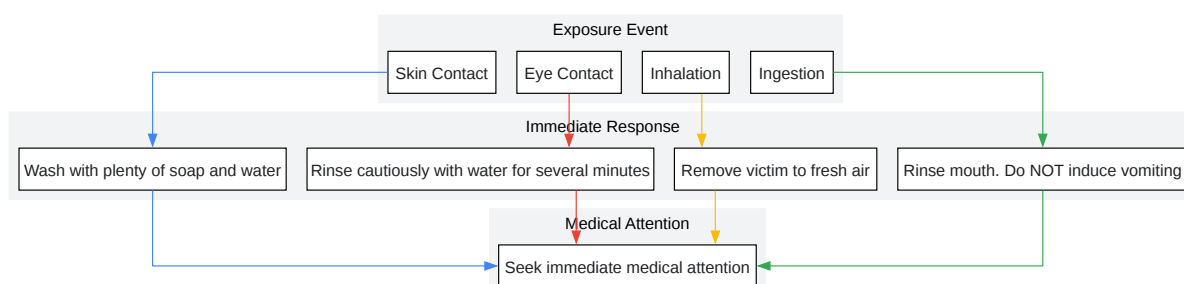 Exposure Event
Skin Contact
Eye Contact
Inhalation
Ingestion
Immediate Response
Wash with plenty of soap and water
Rinse cautiously with water for several minutes
Remove victim to fresh air
Rinse mouth. Do NOT induce vomiting
Medical Attention
Seek immediate medical attention